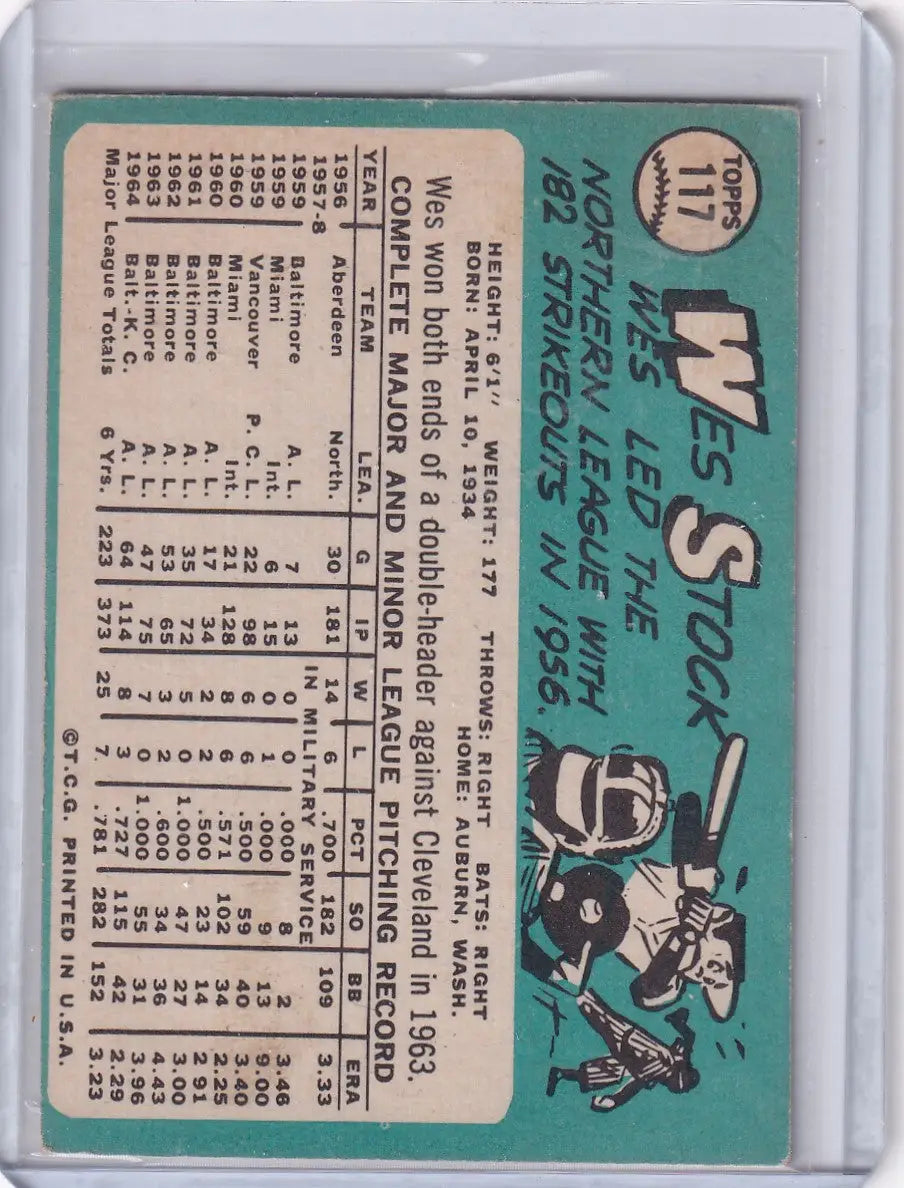 TOPPS
117
WES STOCK
WES LED THE
NORTHERN LEAGUE WITH
182 STRIKEOUTS IN 1956.
HEIGHT: 6'1" WEIGHT: 177 THROWS: RIGHT BATS: RIGHT
BORN: APRIL 10, 1934 HOME: AUBURN, WASH.
Wes won both ends of a double-header against Cleveland in 1963.
COMPLETE MAJOR AND MINOR LEAGUE PITCHING RECORD
YEAR TEAM LEA. G IP W L PCT SO BB ERA
1956 Aberdeen North. 30 181 14 6 .700 182 109 3.33
1957-8 IN MILITARY SERVICE
1959 Baltimore A. L. 7 13 0 0 .000 8 2 3.46
1959 Miami Int. 6 15 0 1 .000 9 13 9.00
1959 Vancouver P. C. L. 22 98 6 6 .500 59 40 3.40
1960 Miami Int. 21 128 8 6 .571 102 34 2.25
1960 Baltimore A. L. 17 34 2 2 .500 23 14 2.91
1961 Baltimore A. L. 35 72 5 0 1.000 47 27 3.00
1962 Baltimore A. L. 53 65 3 2 .600 34 36 4.43
1963 Baltimore A. L. 47 75 7 0 1.000 55 31 3.96
1964 Balt.-K. C. A. L. 64 114 8 3 .727 115 42 2.29
Major League Totals 6 Yrs. 223 373 25 7 .781 282 152 3.23
©T.C.G. PRINTED IN U.S.A.